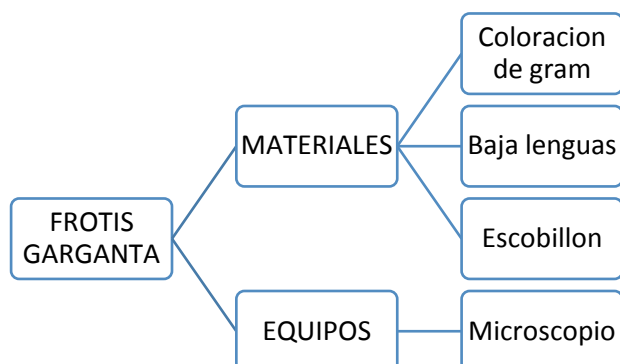 FROTIS
GARGANTA
MATERIALES
Coloracion
de gram
Baja lenguas
Escobillon
EQUIPOS
Microscopio